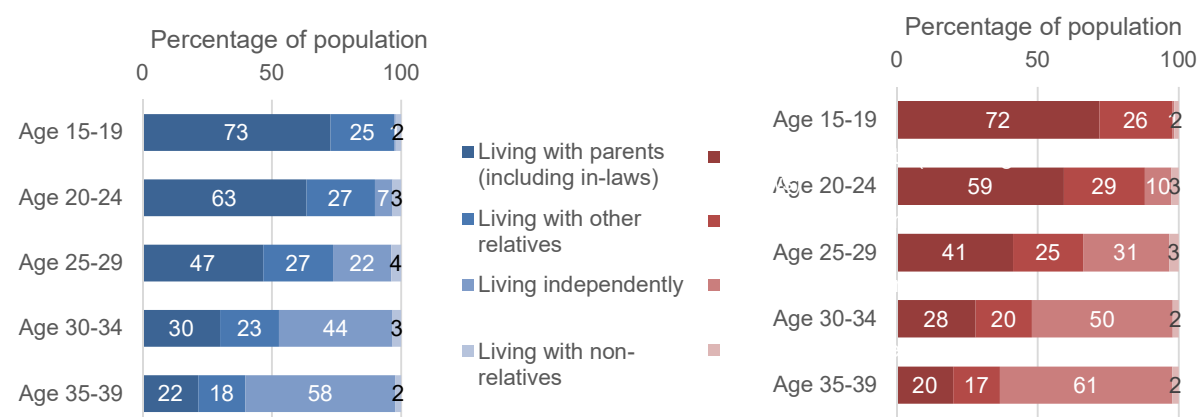 Percentage of population
0 50 100
Age 15-19 73 25 2
Age 20-24 63 27 7 3
Age 25-29 47 27 22 4
Age 30-34 30 23 44 3
Age 35-39 22 18 58 2
Living with parents
(including in-laws)
Living with other
relatives
Living independently
Living with non-
relatives
Percentage of population
0 50 100
Age 15-19 72 26 2
Age 20-24 59 29 10 3
Age 25-29 41 25 31 3
Age 30-34 28 20 50 2
Age 35-39 20 17 61 2